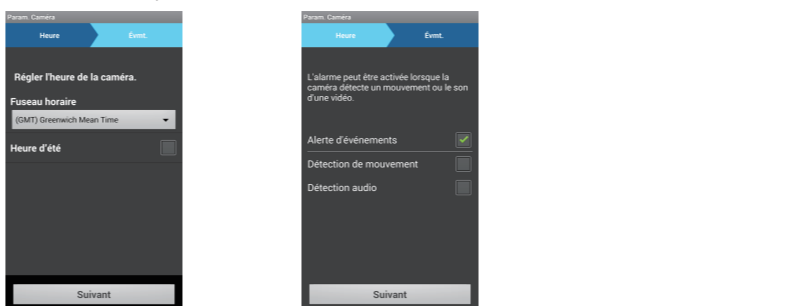 Param. Caméra
Heure
Évmt.
Régler l'heure de la caméra.
Fuseau horaire
(GMT) Greenwich Mean Time
Heure d'été
Suivant
Param. Caméra
Heure
Évmt.
L'alarme peut être activée lorsque la
caméra détecte un mouvement ou le son
d'une vidéo.
Alerte d'événements
Détection de mouvement
Détection audio
Suivant